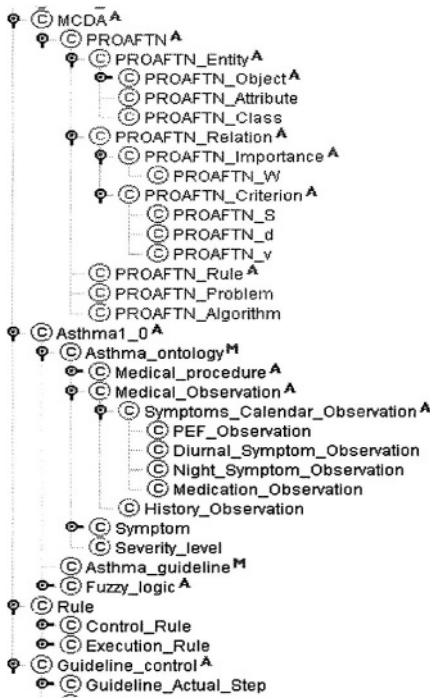 MCDA A
PROAFTN A
PROAFTN_Entity A
PROAFTN_Object A
PROAFTN_Attribute
PROAFTN_Class
PROAFTN_Relation A
PROAFTN_Importance A
PROAFTN_W
PROAFTN_Criterion A
PROAFTN_S
PROAFTN_d
PROAFTN_v
PROAFTN_Rule A
PROAFTN_Problem
PROAFTN_Algorithm
Asthma1_0 A
Asthma_ontology M
Medical_procedure A
Medical_Observation A
Symptoms_Calendar_Observation A
PEF_Observation
Diurnal_Symptom_Observation
Night_Symptom_Observation
Medication_Observation
History_Observation
Symptom
Severity_level
Asthma_guideline M
Fuzzy_logic A
Rule
Control_Rule
Execution_Rule
Guideline_control A
Guideline_Actual_Step